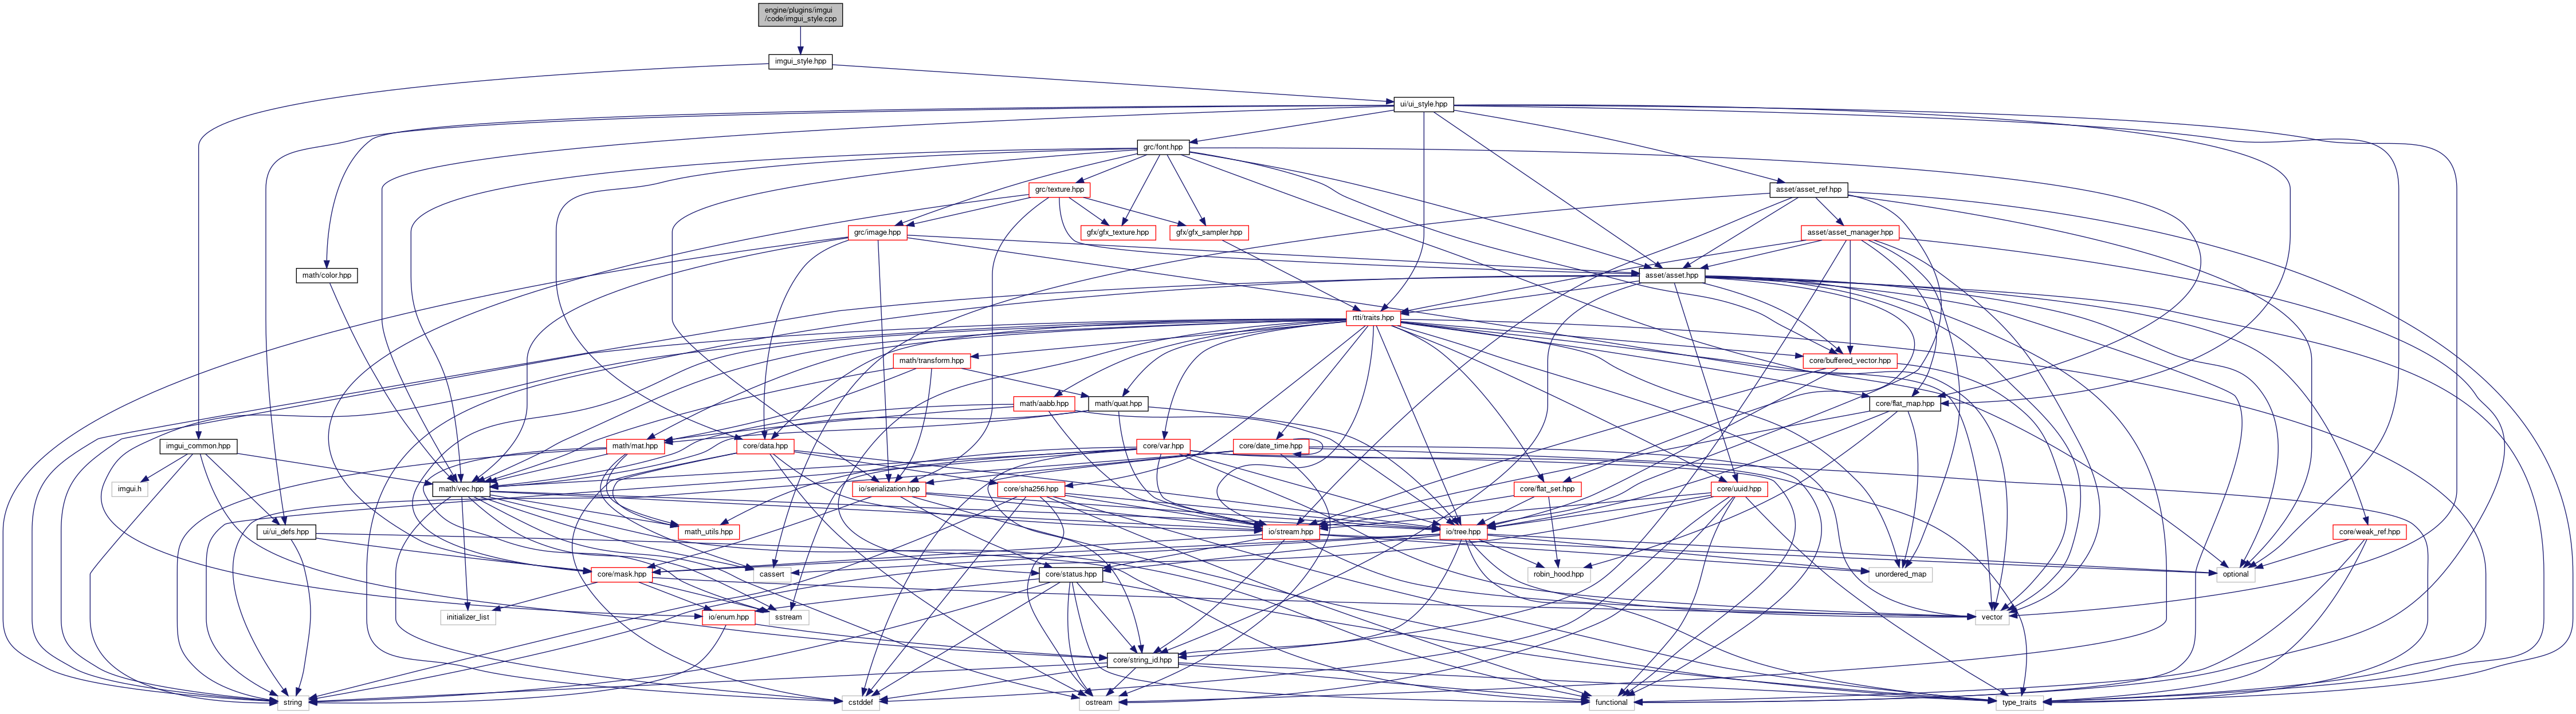 engine/plugins/imgui
/code/imgui_style.cpp
imgui_style.hpp
ui/ui_style.hpp
grc/font.hpp
grc/texture.hpp
asset/asset_ref.hpp
grc/image.hpp
gfx/gfx_texture.hpp
gfx/gfx_sampler.hpp
asset/asset_manager.hpp
math/color.hpp
asset/asset.hpp
rtti/traits.hpp
math/transform.hpp
core/buffered_vector.hpp
math/aabb.hpp
math/quat.hpp
core/flat_map.hpp
imgui_common.hpp
math/mat.hpp
core/data.hpp
core/var.hpp
core/date_time.hpp
imgui.h
math/vec.hpp
io/serialization.hpp
core/sha256.hpp
core/flat_set.hpp
core/uuid.hpp
ui/ui_defs.hpp
math_utils.hpp
io/stream.hpp
io/tree.hpp
core/weak_ref.hpp
core/mask.hpp
cassert
core/status.hpp
robin_hood.hpp
unordered_map
optional
initializer_list
io/enum.hpp
sstream
vector
core/string_id.hpp
string
cstddef
ostream
functional
type_traits